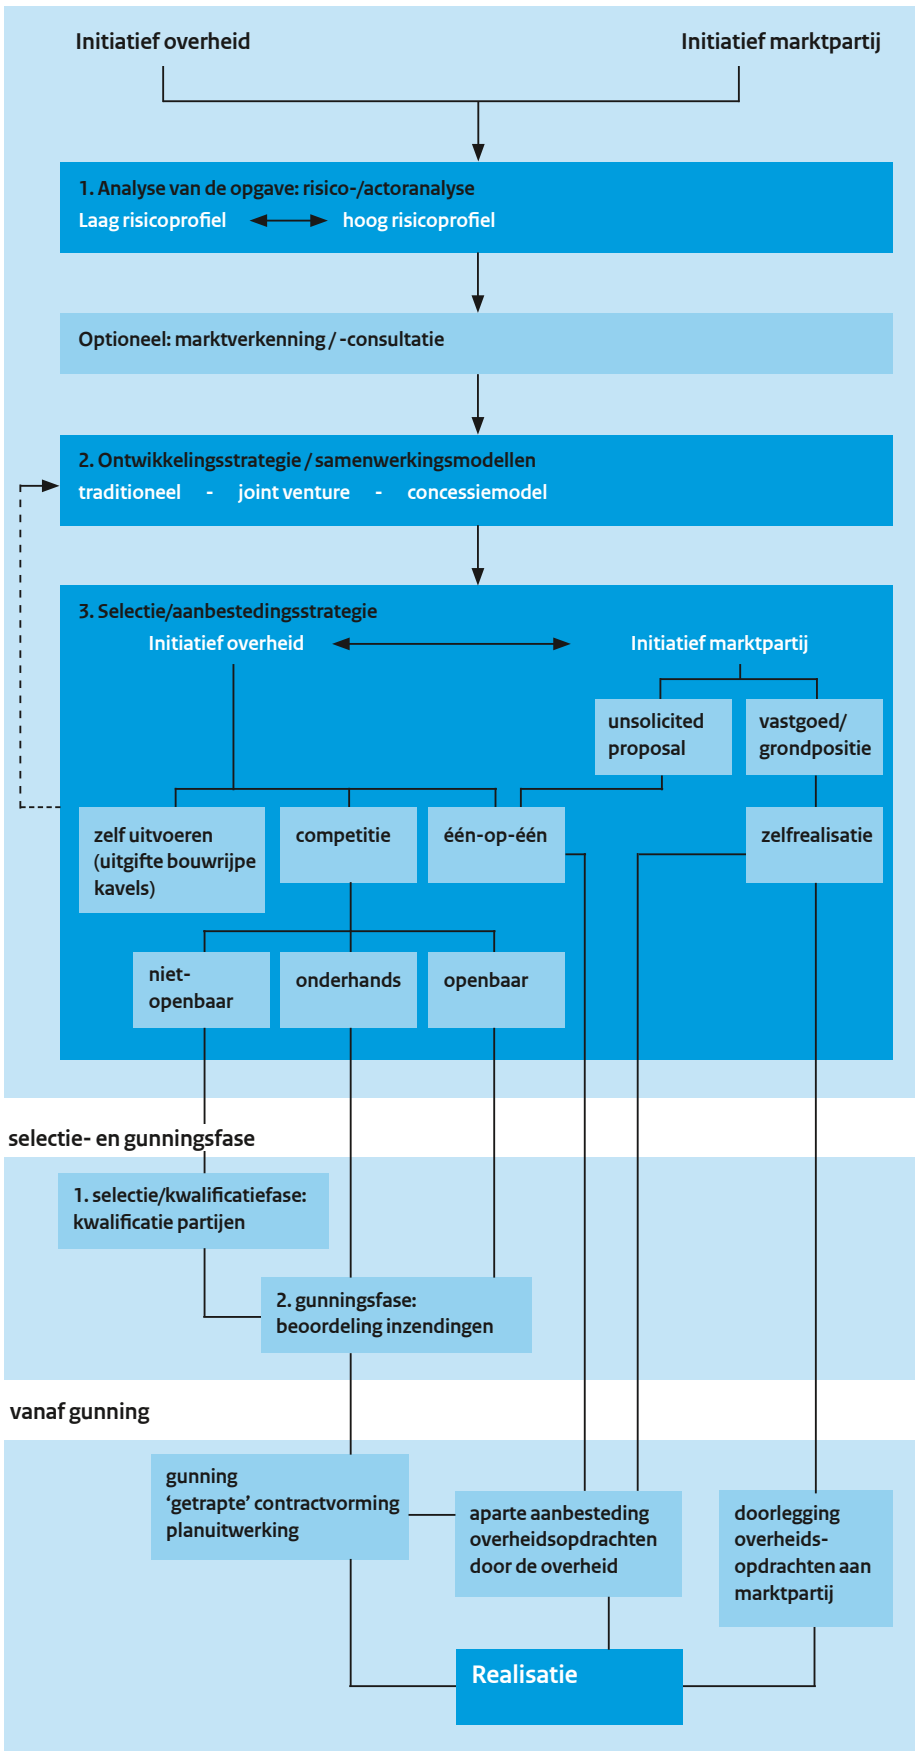 Initiatief overheid
Initiatief marktpartij
1. Analyse van de opgave: risico-/actoranalyse
Laag risicoprofiel hoog risicoprofiel
Optioneel: marktverkenning / -consultatie
2. Ontwikkelingsstrategie / samenwerkingsmodellen
traditioneel - joint venture - concessiemodel
3. Selectie/aanbestedingsstrategie
Initiatief overheid
Initiatief marktpartij
unsolicited
proposal
vastgoed/
grondpositie
zelf uitvoeren
(uitgifte bouwrijpe
kavels)
competitie
één-op-één
zelfrealisatie
niet-
openbaar
onderhands
openbaar
selectie- en gunningsfase
1. selectie/kwalificatiefase:
kwalificatie partijen
2. gunningsfase:
beoordeling inzendingen
vanaf gunning
gunning
‘getrapte’ contractvorming
planuitwerking
aparte aanbesteding
overheidsopdrachten
door de overheid
doorlegging
overheids-
opdrachten aan
marktpartij
Realisatie